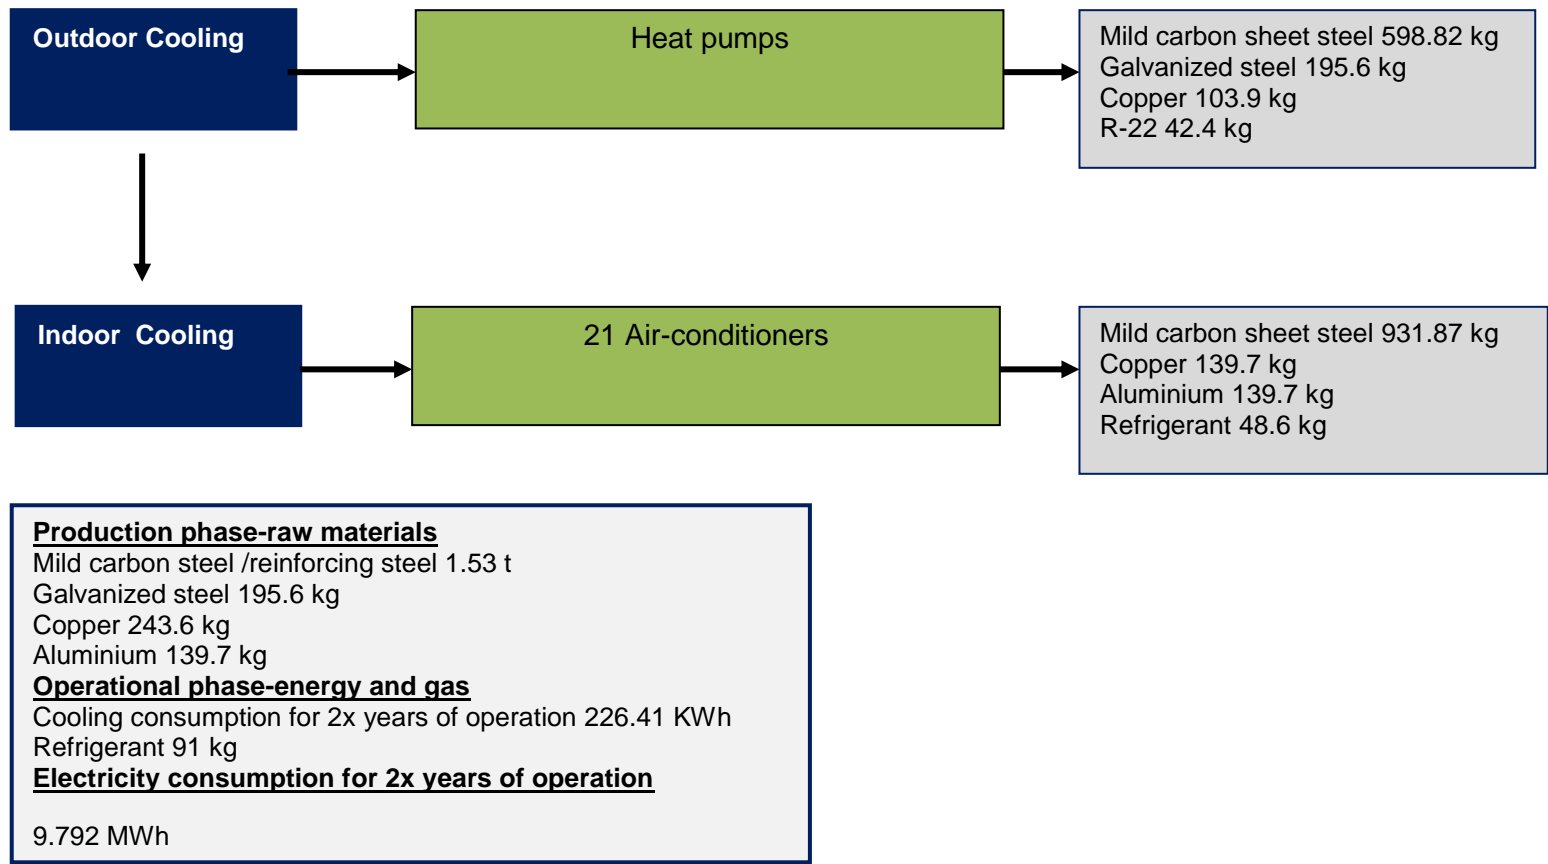 Outdoor Cooling
Heat pumps
Mild carbon sheet steel 598.82 kg
Galvanized steel 195.6 kg
Copper 103.9 kg
R-22 42.4 kg
Indoor  Cooling
21 Air-conditioners
Mild carbon sheet steel 931.87 kg
Copper 139.7 kg
Aluminium 139.7 kg
Refrigerant 48.6 kg
Production phase-raw materials
Mild carbon steel /reinforcing steel 1.53 t
Galvanized steel 195.6 kg
Copper 243.6 kg
Aluminium 139.7 kg
Operational phase-energy and gas
Cooling consumption for 2x years of operation 226.41 KWh
Refrigerant 91 kg
Electricity consumption for 2x years of operation
9.792 MWh